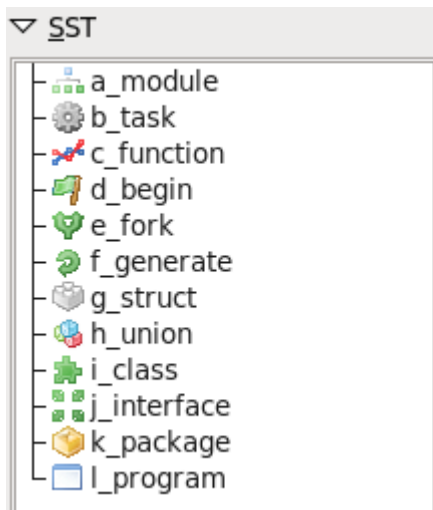 SST
a_module
b_task
c_function
d_begin
e_fork
f_generate
g_struct
h_union
i_class
j_interface
k_package
l_program